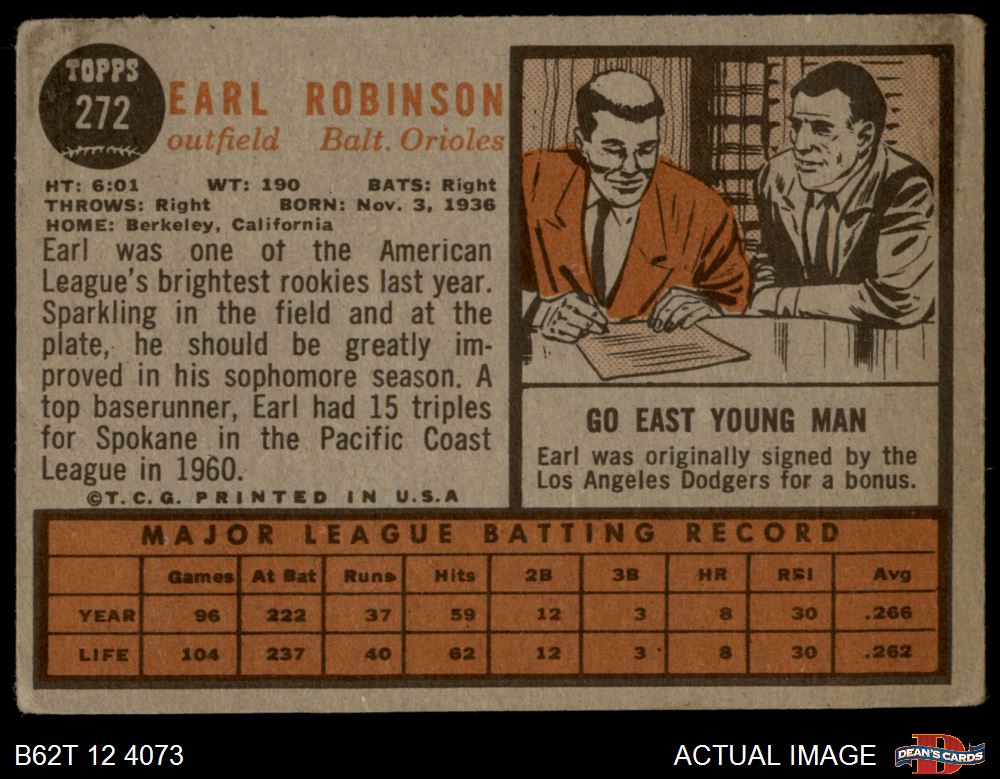 TOPPS
272
EARL ROBINSON
outfield Balt. Orioles
HT: 6:01 WT: 190 BATS: Right
THROWS: Right BORN: Nov. 3, 1936
HOME: Berkeley, California
Earl was one of the American
League's brightest rookies last year.
Sparkling in the field and at the
plate, he should be greatly im-
proved in his sophomore season. A
top baserunner, Earl had 15 triples
for Spokane in the Pacific Coast
League in 1960.
©T.C.G. PRINTED IN U.S.A
GO EAST YOUNG MAN
Earl was originally signed by the
Los Angeles Dodgers for a bonus.
MAJOR LEAGUE BATTING RECORD
Games At Bat Runs Hits 2B 3B HR RBI Avg
YEAR 96 222 37 59 12 3 8 30 .266
LIFE 104 237 40 62 12 3 8 30 .262
B62T 12 4073
ACTUAL IMAGE
D
DEAN'S CARDS